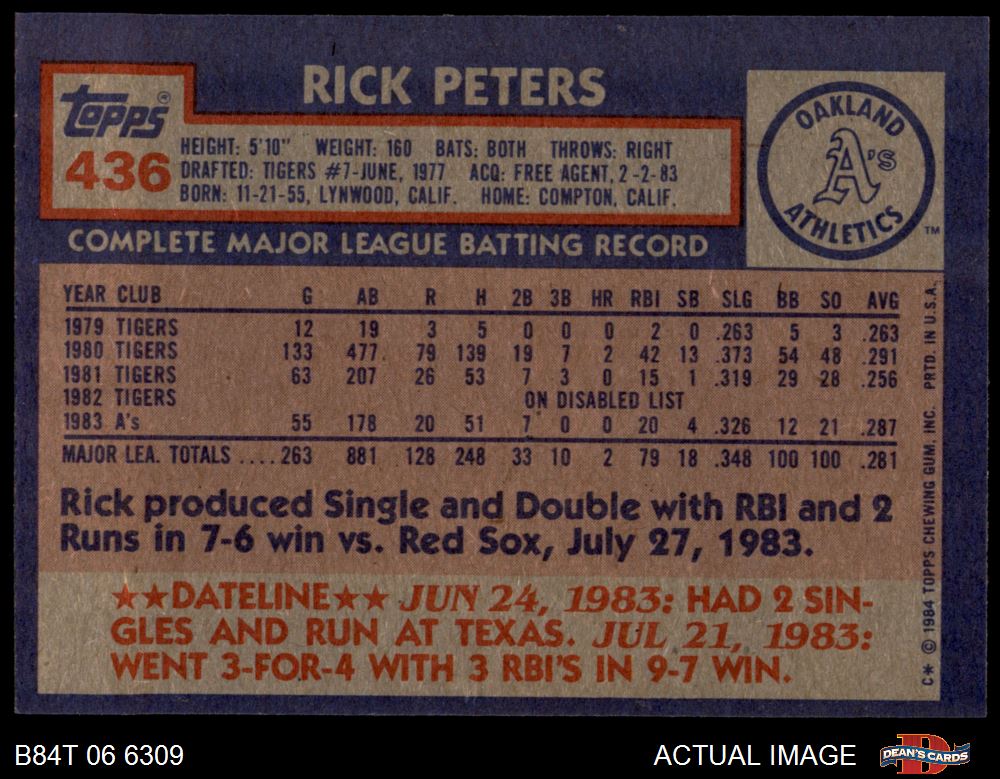 RICK PETERS
TOPPS®
436
HEIGHT: 5'10" WEIGHT: 160 BATS: BOTH THROWS: RIGHT
DRAFTED: TIGERS #7-JUNE, 1977 ACQ: FREE AGENT, 2-2-83
BORN: 11-21-55, LYNWOOD, CALIF. HOME: COMPTON, CALIF.
OAKLAND
A's
ATHLETICS
TM
COMPLETE MAJOR LEAGUE BATTING RECORD
YEAR CLUB G AB R H 2B 3B HR RBI SB SLG BB SO AVG
1979 TIGERS 12 19 3 5 0 0 0 2 0 .263 5 3 .263
1980 TIGERS 133 477 79 139 19 7 2 42 13 .373 54 48 .291
1981 TIGERS 63 207 26 53 7 3 0 15 1 .319 29 28 .256
1982 TIGERS ON DISABLED LIST
1983 A's 55 178 20 51 7 0 0 20 4 .326 12 21 .287
MAJOR LEA. TOTALS ....263 881 128 248 33 10 2 79 18 .348 100 100 .281
Rick produced Single and Double with RBI and 2
Runs in 7-6 win vs. Red Sox, July 27, 1983.
★★DATELINE★★ JUN 24, 1983: HAD 2 SIN-
GLES AND RUN AT TEXAS. JUL 21, 1983:
WENT 3-FOR-4 WITH 3 RBI'S IN 9-7 WIN.
C* © 1984 TOPPS CHEWING GUM, INC. PRTD. IN U.S.A.
B84T 06 6309
ACTUAL IMAGE
DEAN'S CARDS